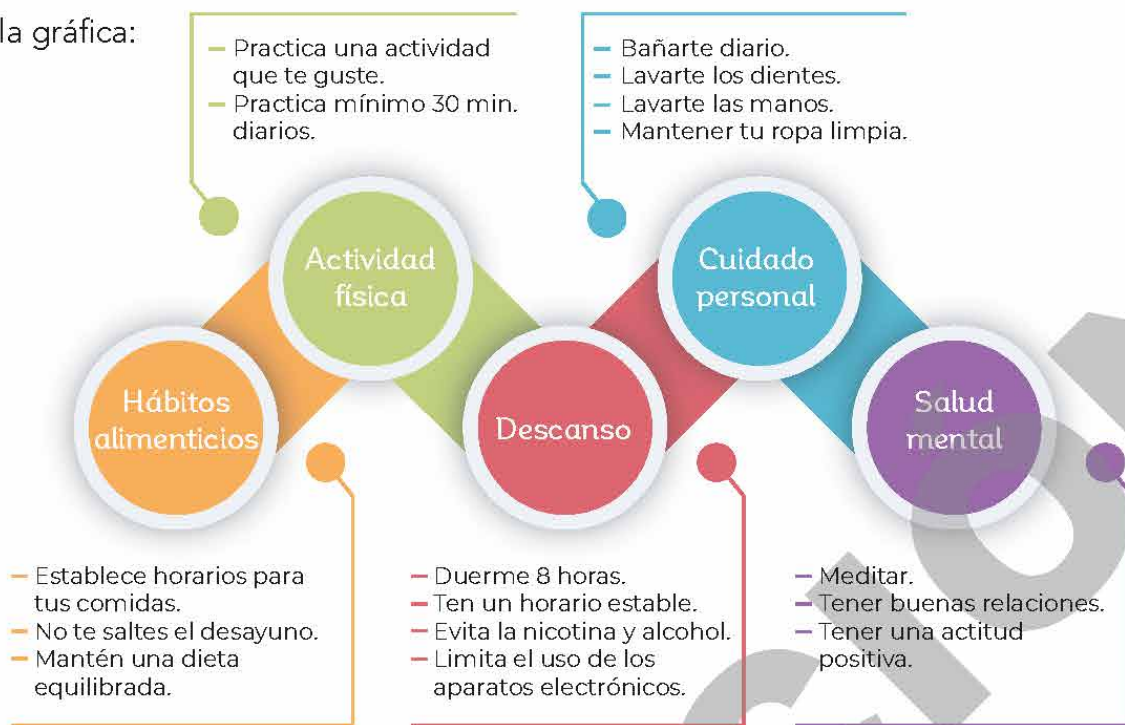 la gráfica:
– Practica una actividad
que te guste.
– Practica mínimo 30 min.
diarios.
– Bañarte diario.
– Lavarte los dientes.
– Lavarte las manos.
– Mantener tu ropa limpia.
Actividad
física
Cuidado
personal
Hábitos
alimenticios
Descanso
Salud
mental
– Establece horarios para
tus comidas.
– No te saltes el desayuno.
– Mantén una dieta
equilibrada.
– Duerme 8 horas.
– Ten un horario estable.
– Evita la nicotina y alcohol.
– Limita el uso de los
aparatos electrónicos.
– Meditar.
– Tener buenas relaciones.
– Tener una actitud
positiva.